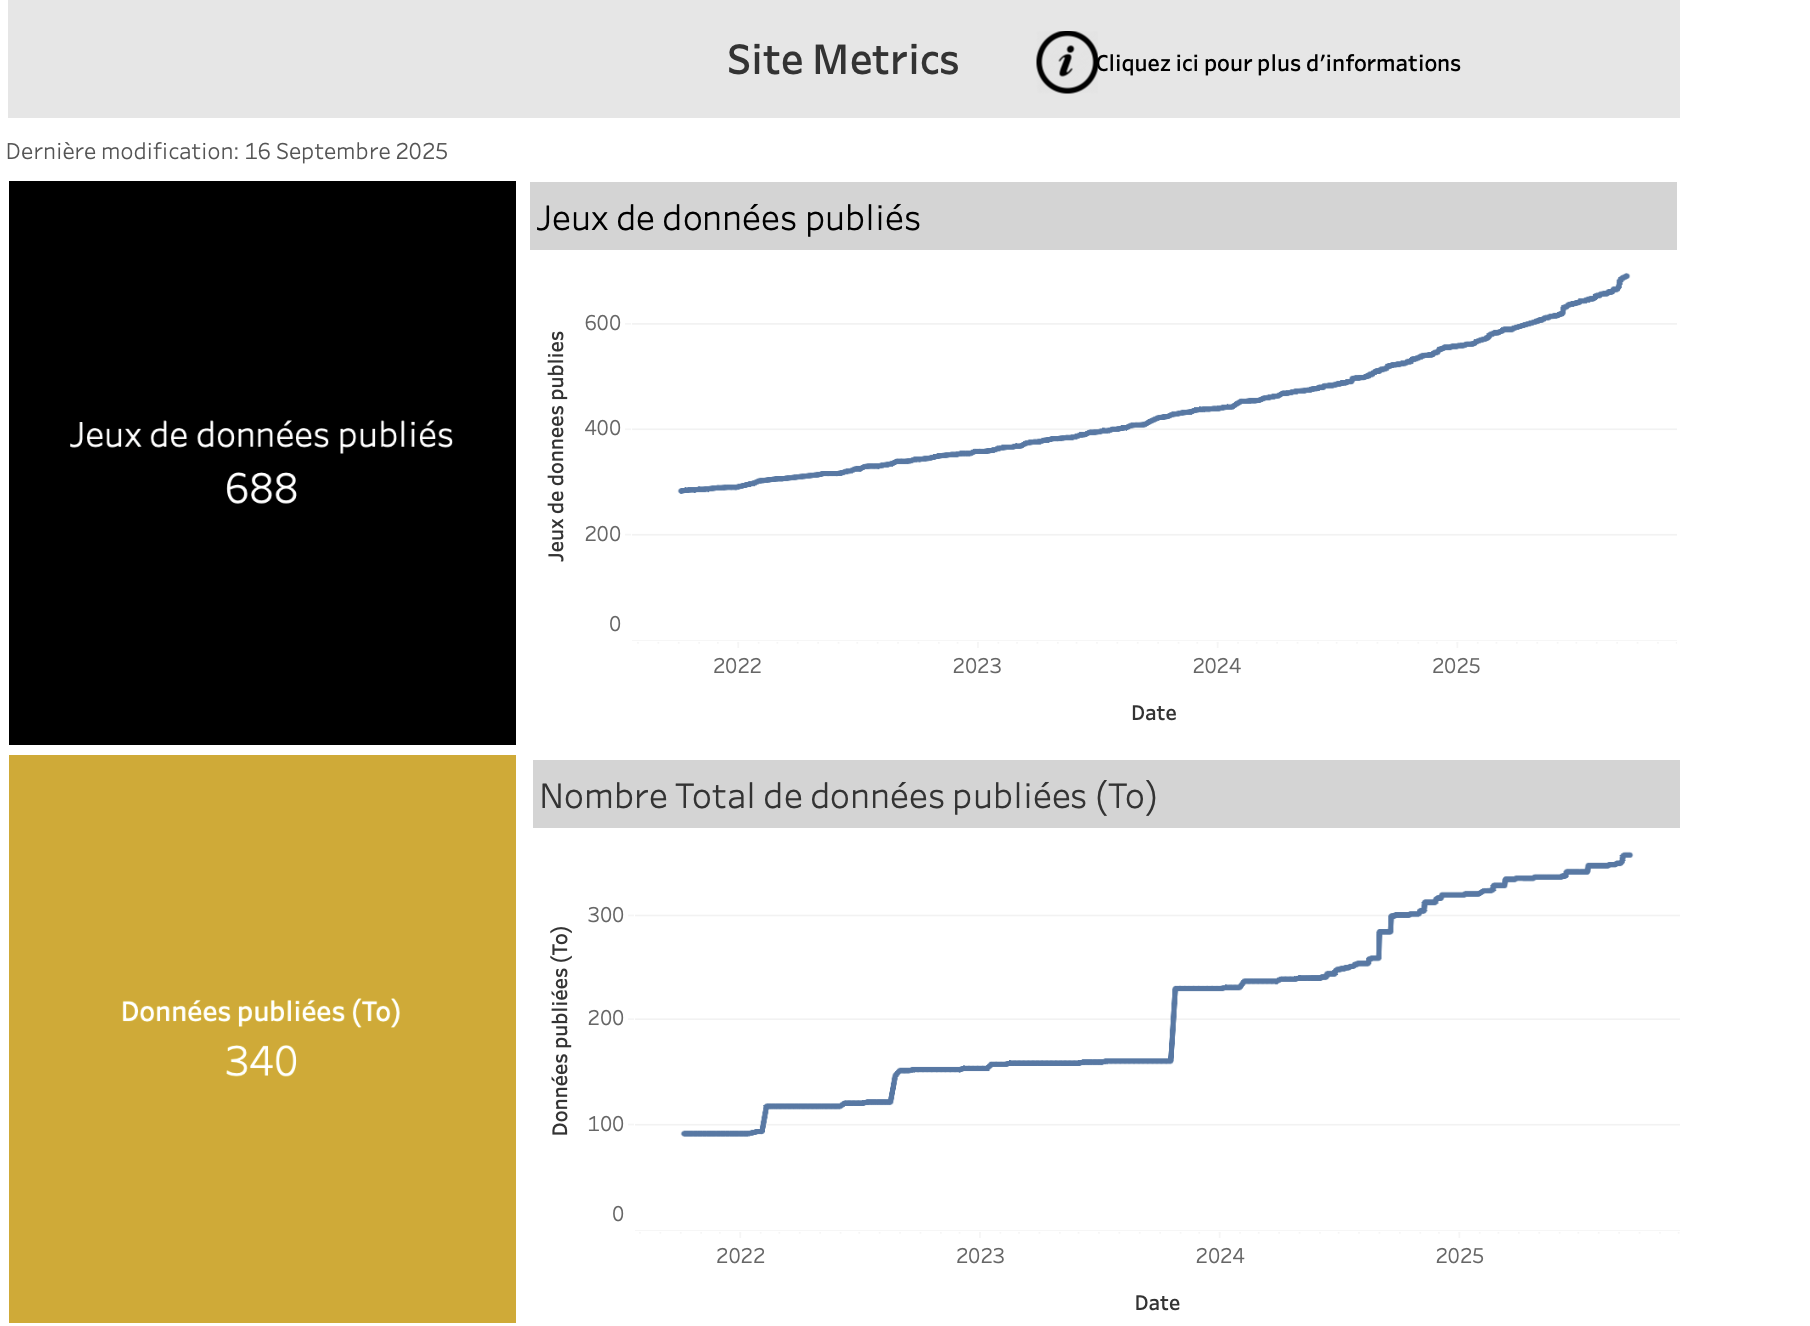 Site Metrics
Cliquez ici pour plus d’informations
Dernière modification: 16 Septembre 2025
Jeux de données publiés
688
Jeux de données publiés
Jeux de donnees publies
600
400
200
0
2022 2023 2024 2025
Date
Données publiées (To)
340
Nombre Total de données publiées (To)
Données publiées (To)
300
200
100
0
2022 2023 2024 2025
Date